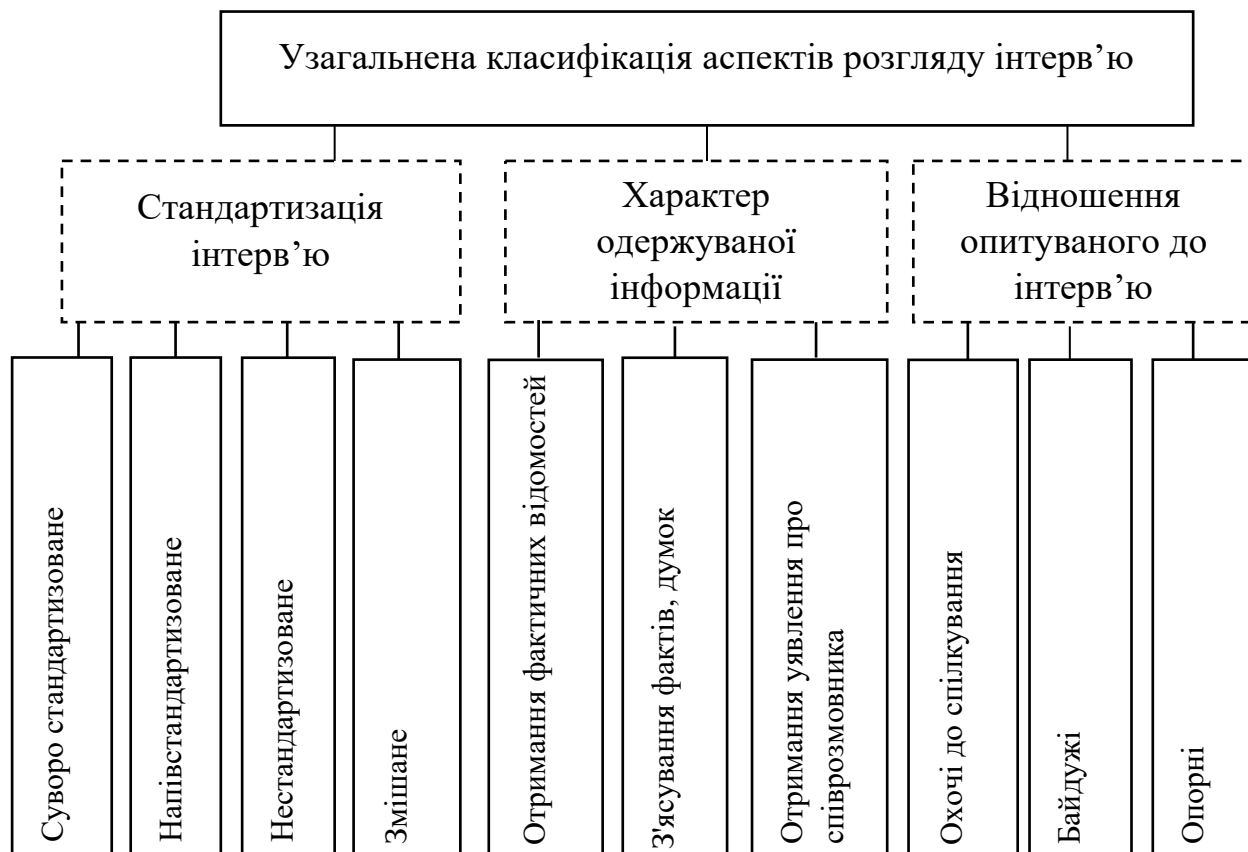 Узагальнена класифікація аспектів розгляду інтерв’ю
Стандартизація
інтерв’ю
Характер
одержуваної
інформації
Відношення
опитуваного до
інтерв’ю
Суворо стандартизоване
Напівстандартизоване
Нестандартизоване
Змішане
Отримання фактичних відомостей
З'ясування фактів, думок
Отримання уявлення про
співрозмовника
Охочі до спілкування
Байдужі
Опорні